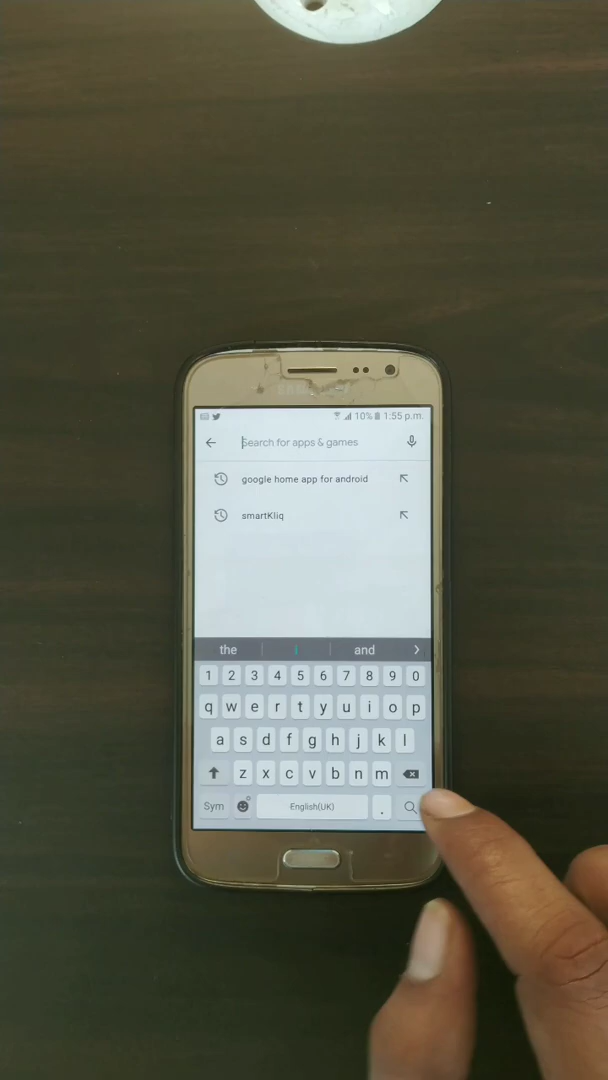 SAMSUNG
10% 1:55 p.m.
Search for apps & games
google home app for android
smartKliq
the i and
1 2 3 4 5 6 7 8 9 0
q w e r t y u i o p
a s d f g h j k l
z x c v b n m
Sym English(UK) .